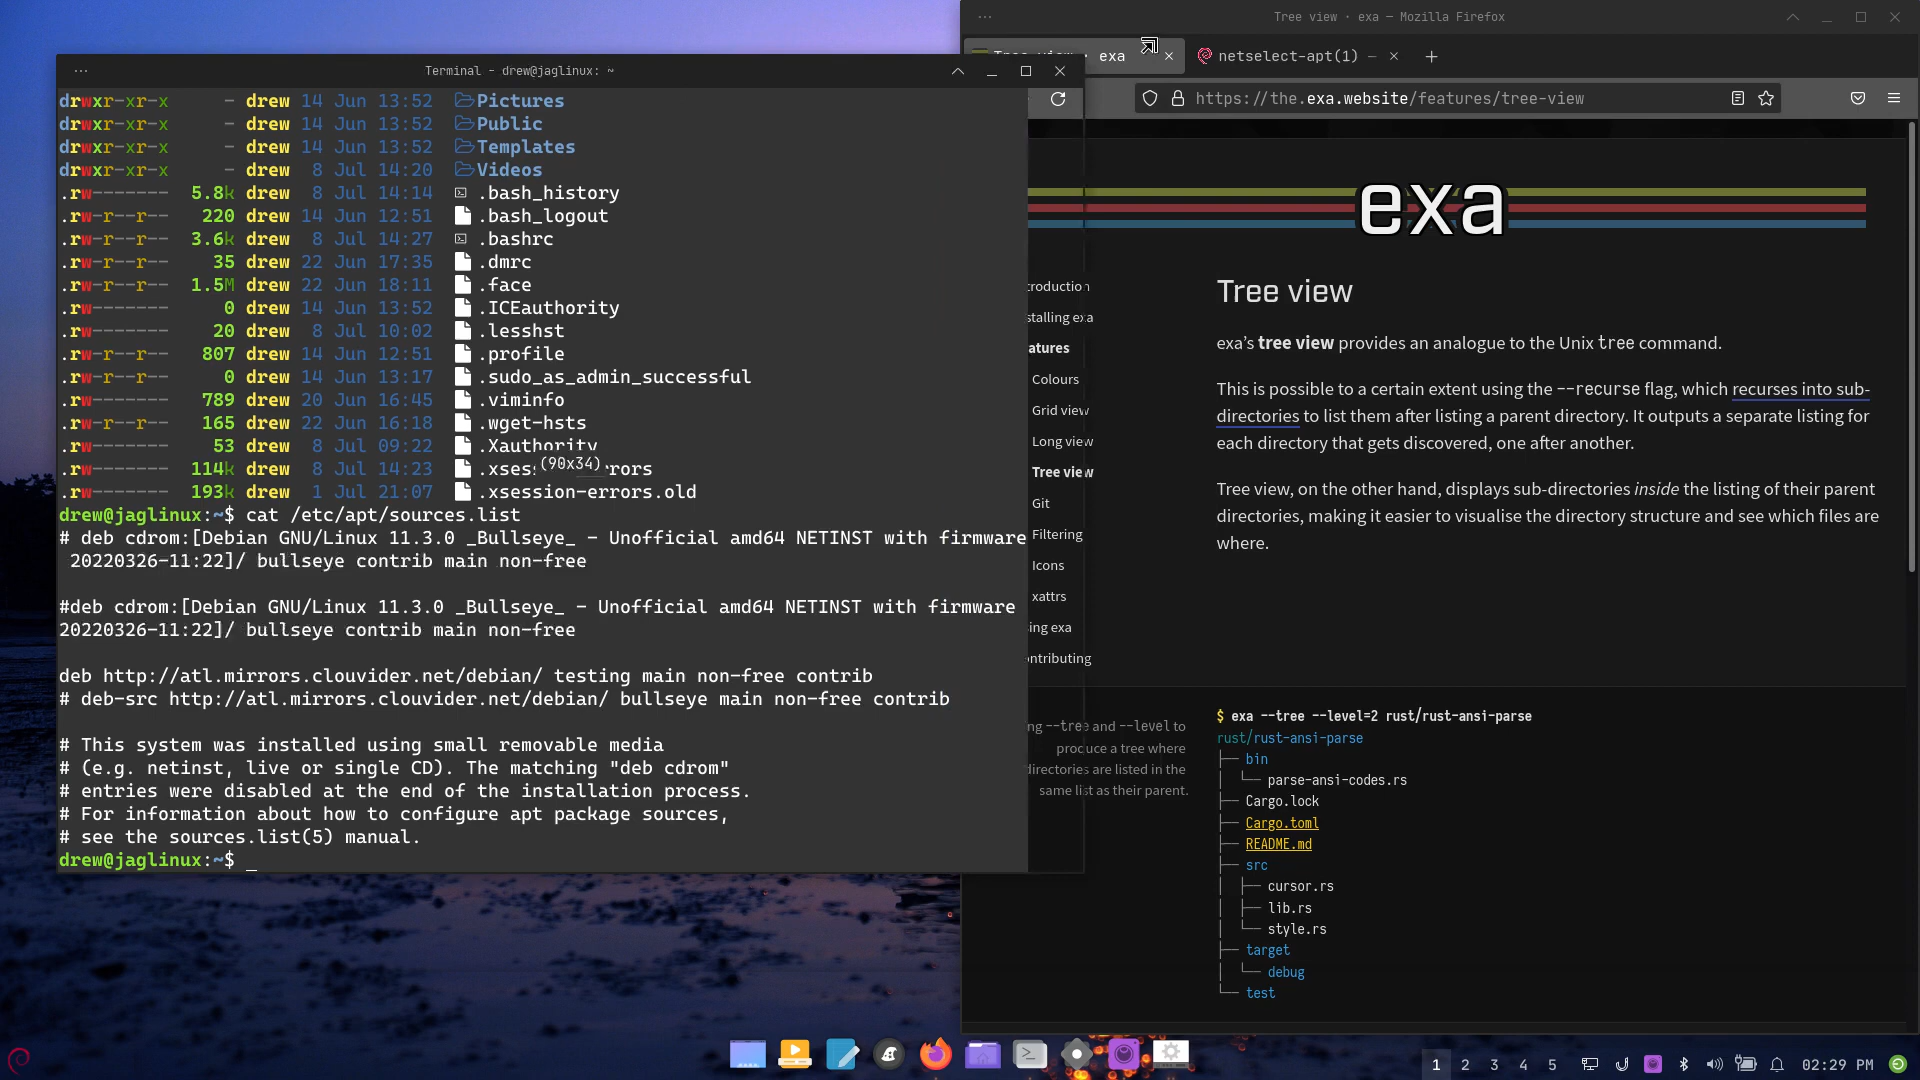 Tree view · exa — Mozilla Firefox
exa
netselect-apt(1) —
https://the.exa.website/features/tree-view
Terminal - drew@jaglinux: ~
drwxr-xr-x - drew 14 Jun 13:52 Pictures
drwxr-xr-x - drew 14 Jun 13:52 Public
drwxr-xr-x - drew 14 Jun 13:52 Templates
drwxr-xr-x - drew 8 Jul 14:20 Videos
.rw------- 5.8k drew 8 Jul 14:14 .bash_history
.rw-r--r-- 220 drew 14 Jun 12:51 .bash_logout
.rw-r--r-- 3.6k drew 8 Jul 14:27 .bashrc
.rw-r--r-- 35 drew 22 Jun 17:35 .dmrc
.rw-r--r-- 1.5M drew 22 Jun 18:11 .face
.rw------- 0 drew 14 Jun 13:52 .ICEauthority
.rw------- 20 drew 8 Jul 10:02 .lesshst
.rw-r--r-- 807 drew 14 Jun 12:51 .profile
.rw-r--r-- 0 drew 14 Jun 13:17 .sudo_as_admin_successful
.rw------- 789 drew 20 Jun 16:45 .viminfo
.rw-r--r-- 165 drew 22 Jun 16:18 .wget-hsts
.rw------- 53 drew 8 Jul 09:22 .Xauthority
(90x34)
.rw------- 114k drew 8 Jul 14:23 .xses rrors
.rw------- 193k drew 1 Jul 21:07 .xsession-errors.old
drew@jaglinux:~$ cat /etc/apt/sources.list
# deb cdrom:[Debian GNU/Linux 11.3.0 _Bullseye_ - Unofficial amd64 NETINST with firmware
20220326-11:22]/ bullseye contrib main non-free
#deb cdrom:[Debian GNU/Linux 11.3.0 _Bullseye_ - Unofficial amd64 NETINST with firmware
20220326-11:22]/ bullseye contrib main non-free
deb http://atl.mirrors.clouvider.net/debian/ testing main non-free contrib
# deb-src http://atl.mirrors.clouvider.net/debian/ bullseye main non-free contrib
# This system was installed using small removable media
# (e.g. netinst, live or single CD). The matching "deb cdrom"
# entries were disabled at the end of the installation process.
# For information about how to configure apt package sources,
# see the sources.list(5) manual.
drew@jaglinux:~$ _
exa
troduction
stalling exa
atures
Colours
Grid view
Long view
Tree view
Git
Filtering
Icons
xattrs
ing exa
ontributing
Tree view
exa’s tree view provides an analogue to the Unix tree command.
This is possible to a certain extent using the --recurse flag, which recurses into sub-
directories to list them after listing a parent directory. It outputs a separate listing for
each directory that gets discovered, one after another.
Tree view, on the other hand, displays sub-directories inside the listing of their parent
directories, making it easier to visualise the directory structure and see which files are
where.
ng --tree and --level to
produce a tree where
directories are listed in the
same list as their parent.
$ exa --tree --level=2 rust/rust-ansi-parse
rust/rust-ansi-parse
├── bin
│  └── parse-ansi-codes.rs
├── Cargo.lock
├── Cargo.toml
├── README.md
├── src
│  ├── cursor.rs
│  ├── lib.rs
│  └── style.rs
├── target
│  └── debug
└── test
1 2 3 4 5 02:29 PM